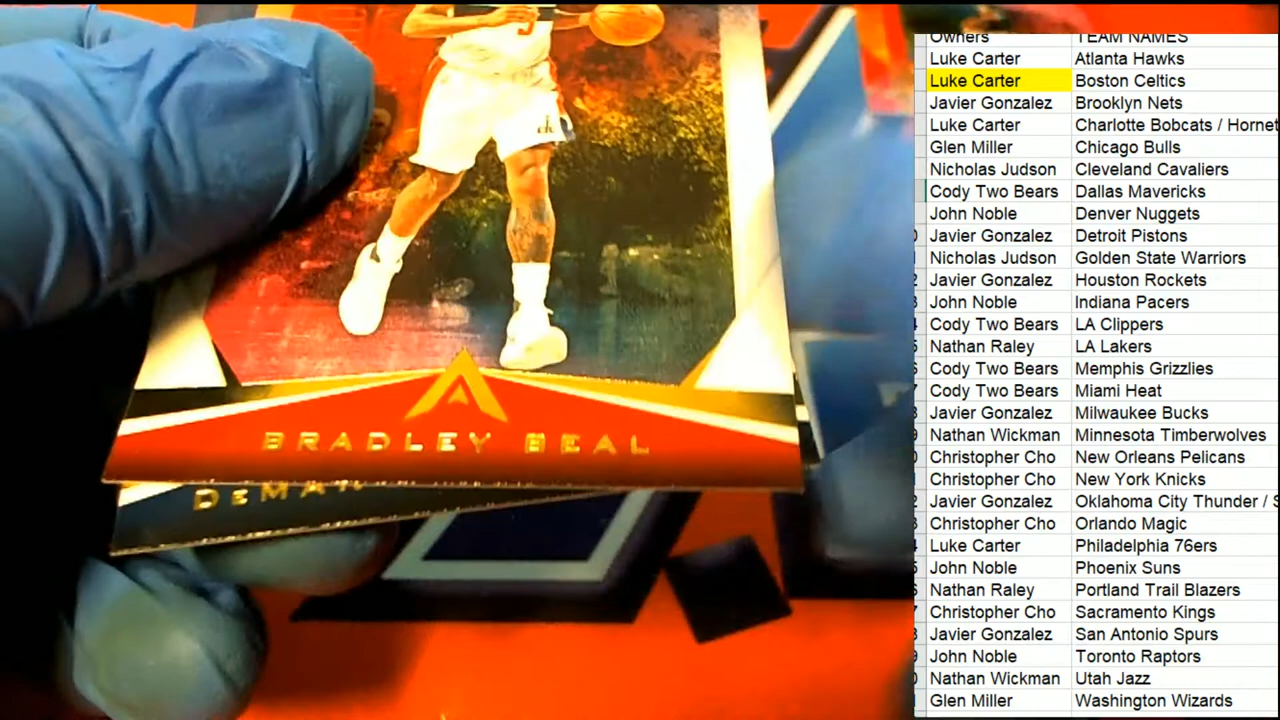 Owners TEAM NAMES
Luke Carter Atlanta Hawks
Luke Carter Boston Celtics
Javier Gonzalez Brooklyn Nets
Luke Carter Charlotte Bobcats / Hornet
Glen Miller Chicago Bulls
Nicholas Judson Cleveland Cavaliers
Cody Two Bears Dallas Mavericks
John Noble Denver Nuggets
Javier Gonzalez Detroit Pistons
Nicholas Judson Golden State Warriors
Javier Gonzalez Houston Rockets
John Noble Indiana Pacers
Cody Two Bears LA Clippers
Nathan Raley LA Lakers
Cody Two Bears Memphis Grizzlies
Cody Two Bears Miami Heat
Javier Gonzalez Milwaukee Bucks
Nathan Wickman Minnesota Timberwolves
Christopher Cho New Orleans Pelicans
Christopher Cho New York Knicks
Javier Gonzalez Oklahoma City Thunder / S
Christopher Cho Orlando Magic
Luke Carter Philadelphia 76ers
John Noble Phoenix Suns
Nathan Raley Portland Trail Blazers
Christopher Cho Sacramento Kings
Javier Gonzalez San Antonio Spurs
John Noble Toronto Raptors
Nathan Wickman Utah Jazz
Glen Miller Washington Wizards
BRADLEY BEAL
DEMAR